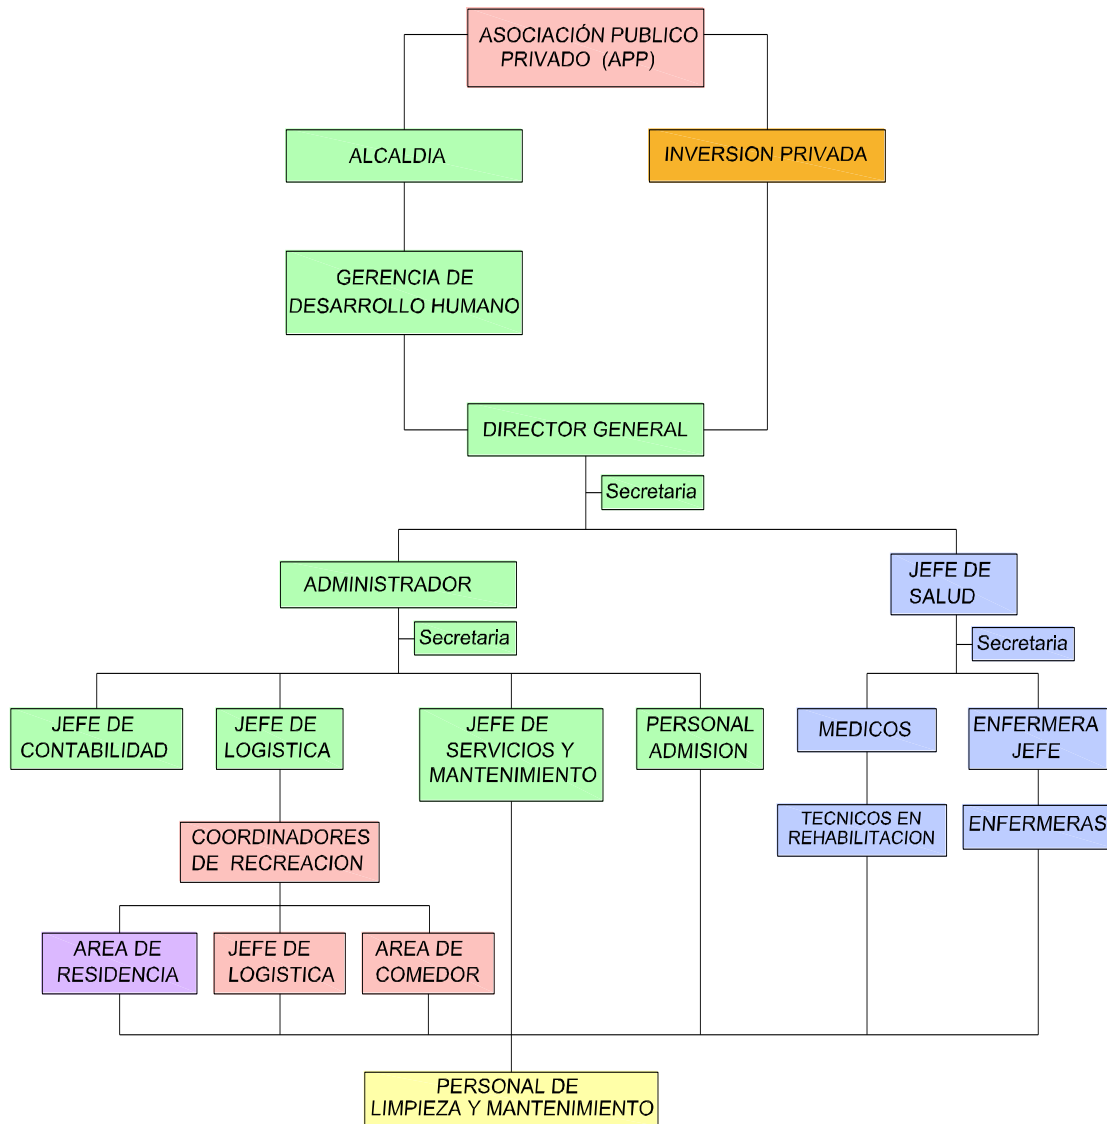 ASOCIACIÓN PUBLICO
PRIVADO (APP)
ALCALDIA
INVERSION PRIVADA
GERENCIA DE
DESARROLLO HUMANO
DIRECTOR GENERAL
Secretaria
ADMINISTRADOR
JEFE DE
SALUD
Secretaria
Secretaria
JEFE DE
CONTABILIDAD
JEFE DE
LOGISTICA
JEFE DE
SERVICIOS Y
MANTENIMIENTO
PERSONAL
ADMISION
MEDICOS
ENFERMERA
JEFE
COORDINADORES
DE RECREACION
TECNICOS EN
REHABILITACION
ENFERMERAS
AREA DE
RESIDENCIA
JEFE DE
LOGISTICA
AREA DE
COMEDOR
PERSONAL DE
LIMPIEZA Y MANTENIMIENTO